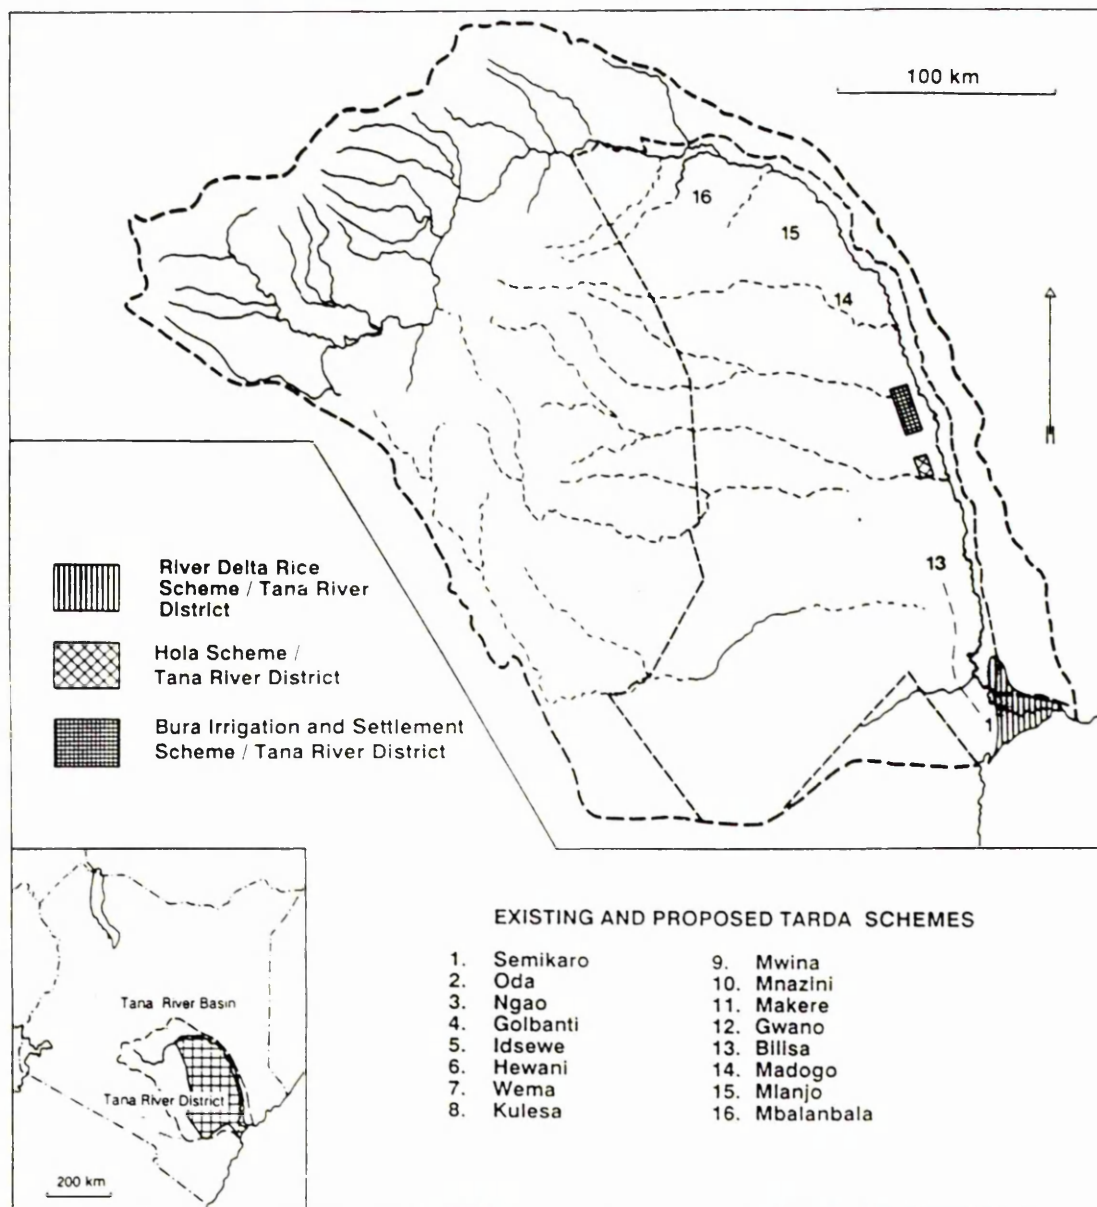 100 km
16
15
14
13
1
N
River Delta Rice
Scheme / Tana River
District
Hola Scheme /
Tana River District
Bura Irrigation and Settlement
Scheme / Tana River District
Tana River Basin
Tana River District
200 km
EXISTING AND PROPOSED TARDA SCHEMES
1. Semikaro
2. Oda
3. Ngao
4. Golbanti
5. Idsewe
6. Hewani
7. Wema
8. Kulesa
9. Mwina
10. Mnazini
11. Makere
12. Gwano
13. Bilisa
14. Madogo
15. Mlanjo
16. Mbalanbala